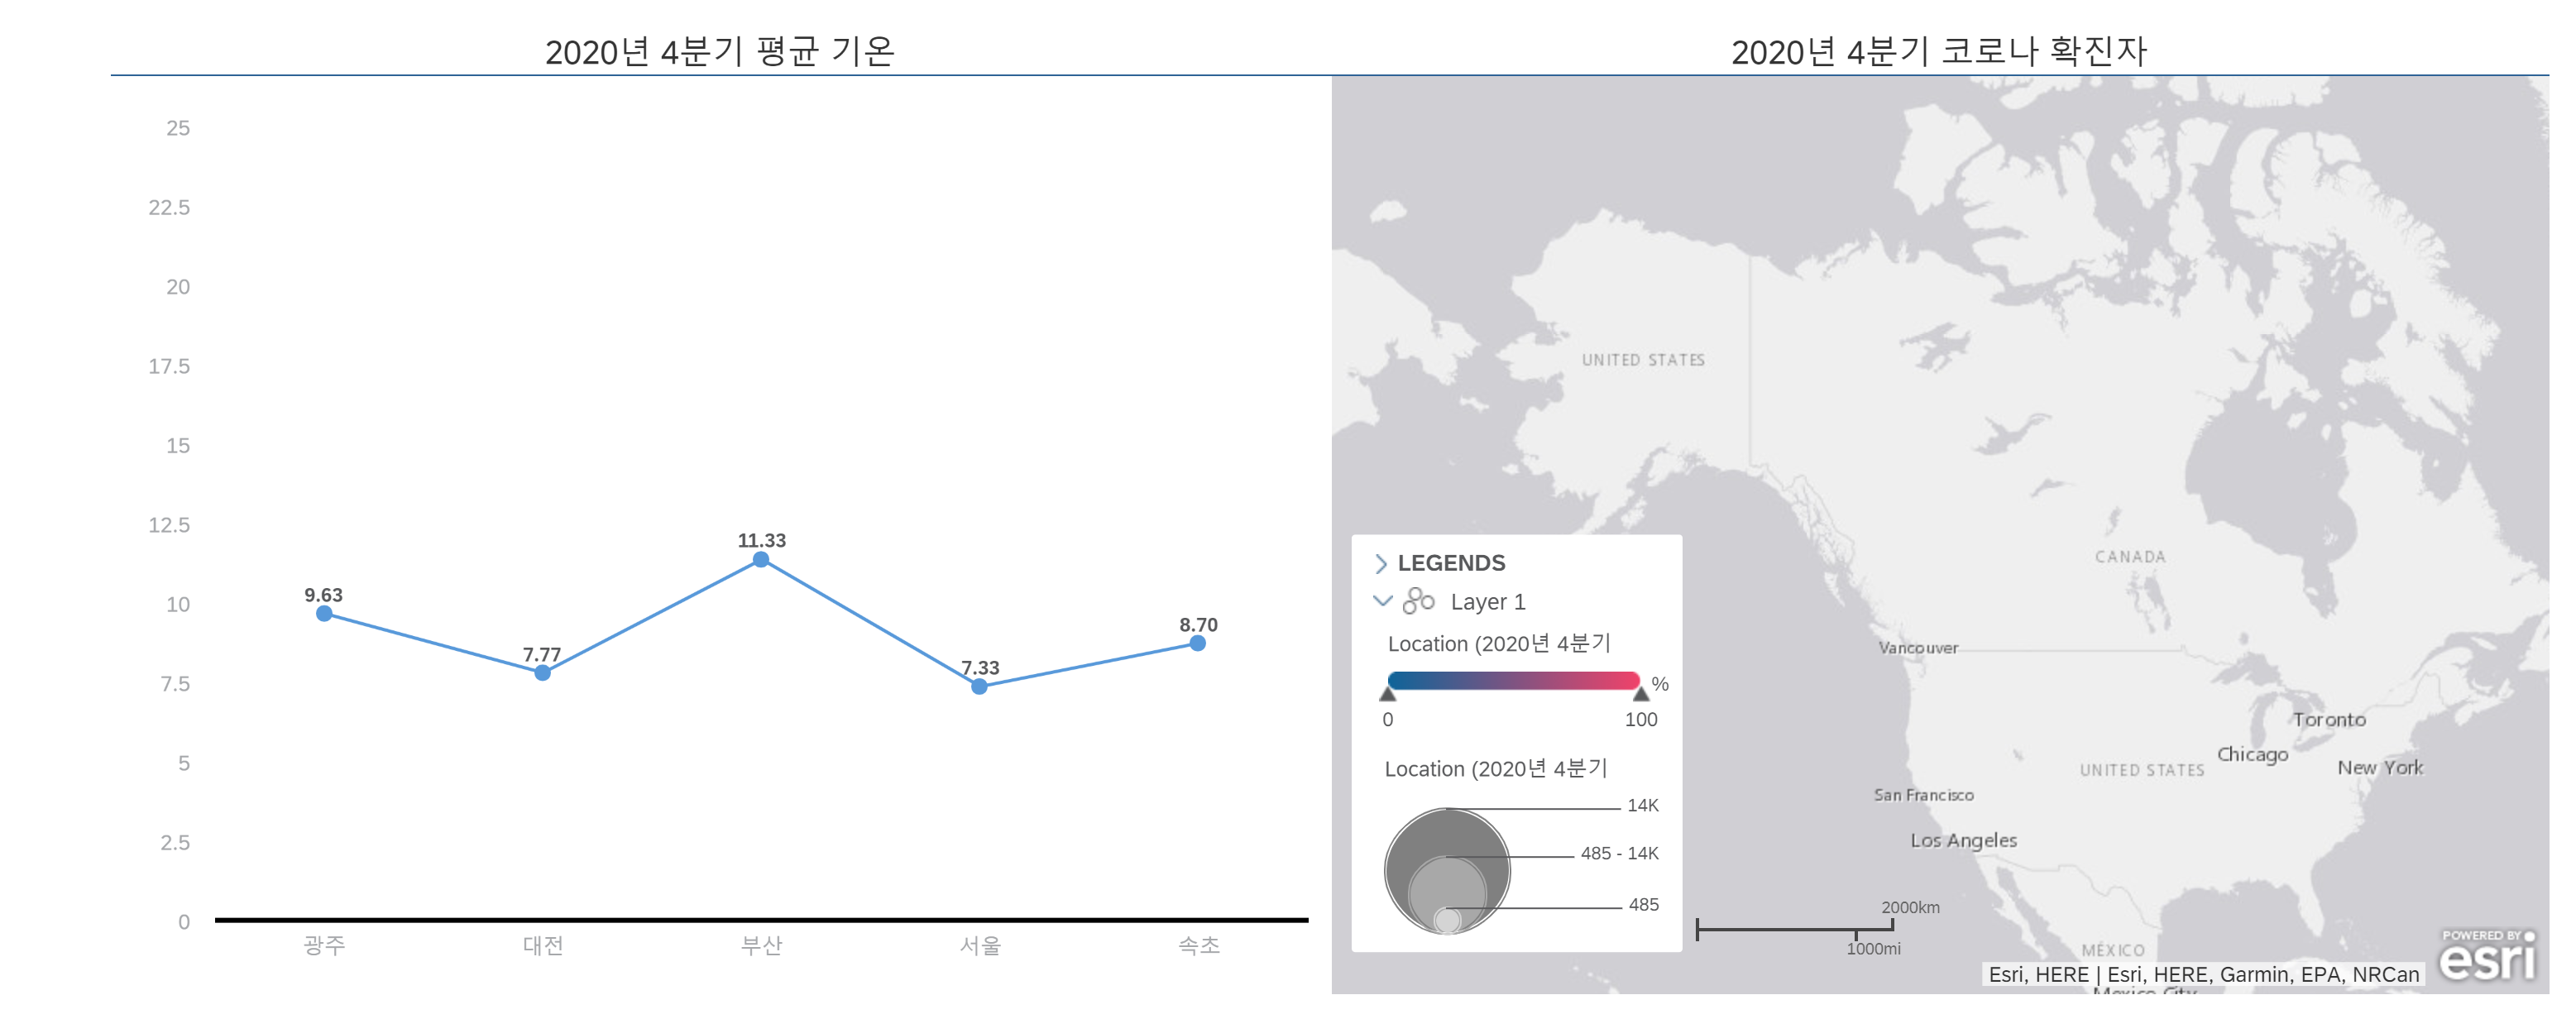 2020년 4분기 평균 기온
25
22.5
20
17.5
15
12.5
10
7.5
5
2.5
0
9.63
7.77
11.33
7.33
8.70
광주
대전
부산
서울
속초
2020년 4분기 코로나 확진자
UNITED STATES
CANADA
Vancouver
Toronto
Chicago
New York
UNITED STATES
San Francisco
Los Angeles
MÉXICO
Mexico City
LEGENDS
Layer 1
Location (2020년 4분기
%
0
100
Location (2020년 4분기
14K
485 - 14K
485
2000km
1000mi
POWERED BY
esri
Esri, HERE | Esri, HERE, Garmin, EPA, NRCan